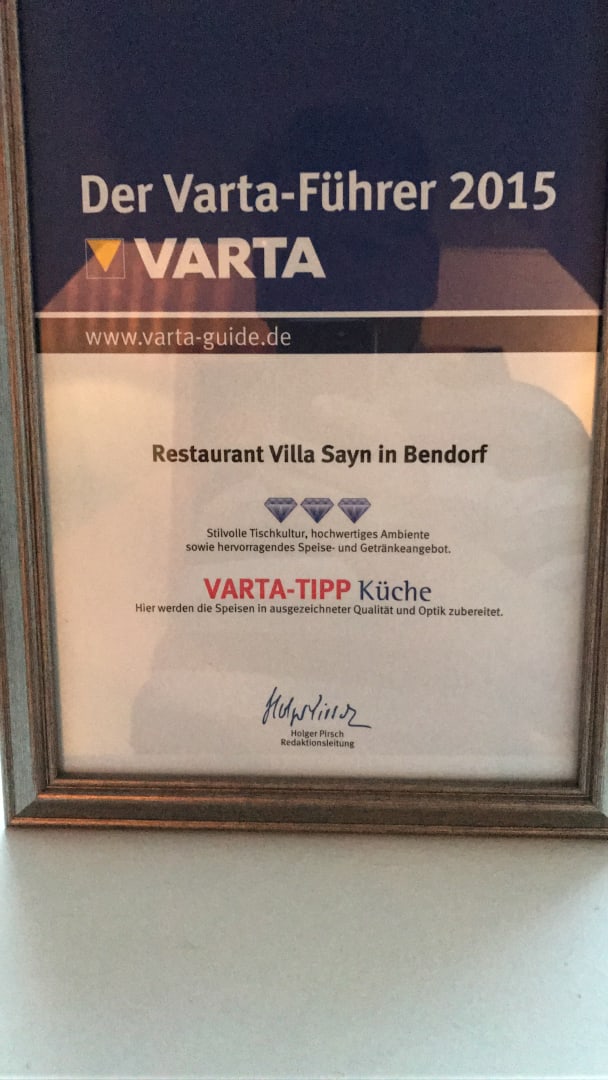 Der Varta-Führer 2015
VARTA
www.varta-guide.de
Restaurant Villa Sayn in Bendorf
Stilvolle Tischkultur, hochwertiges Ambiente
sowie hervorragendes Speise- und Getränkeangebot.
VARTA-TIPP Küche
Hier werden die Speisen in ausgezeichneter Qualität und Optik zubereitet.
Holger Pirsch
Redaktionsleitung